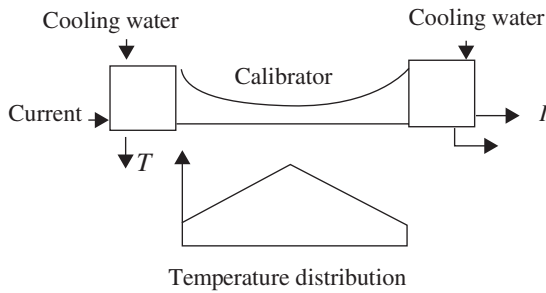 Cooling water
Cooling water
Calibrator
Current
I
T
Temperature distribution